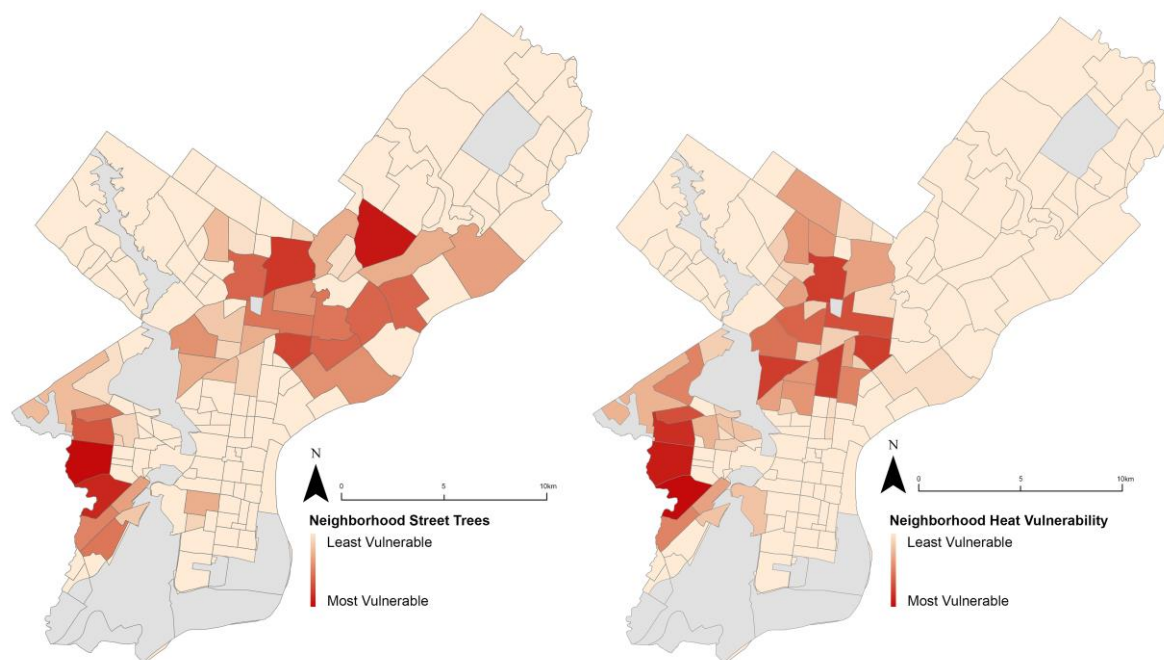 N
0 5 10km
Neighborhood Street Trees
Least Vulnerable
Most Vulnerable
N
0 5 10km
Neighborhood Heat Vulnerability
Least Vulnerable
Most Vulnerable